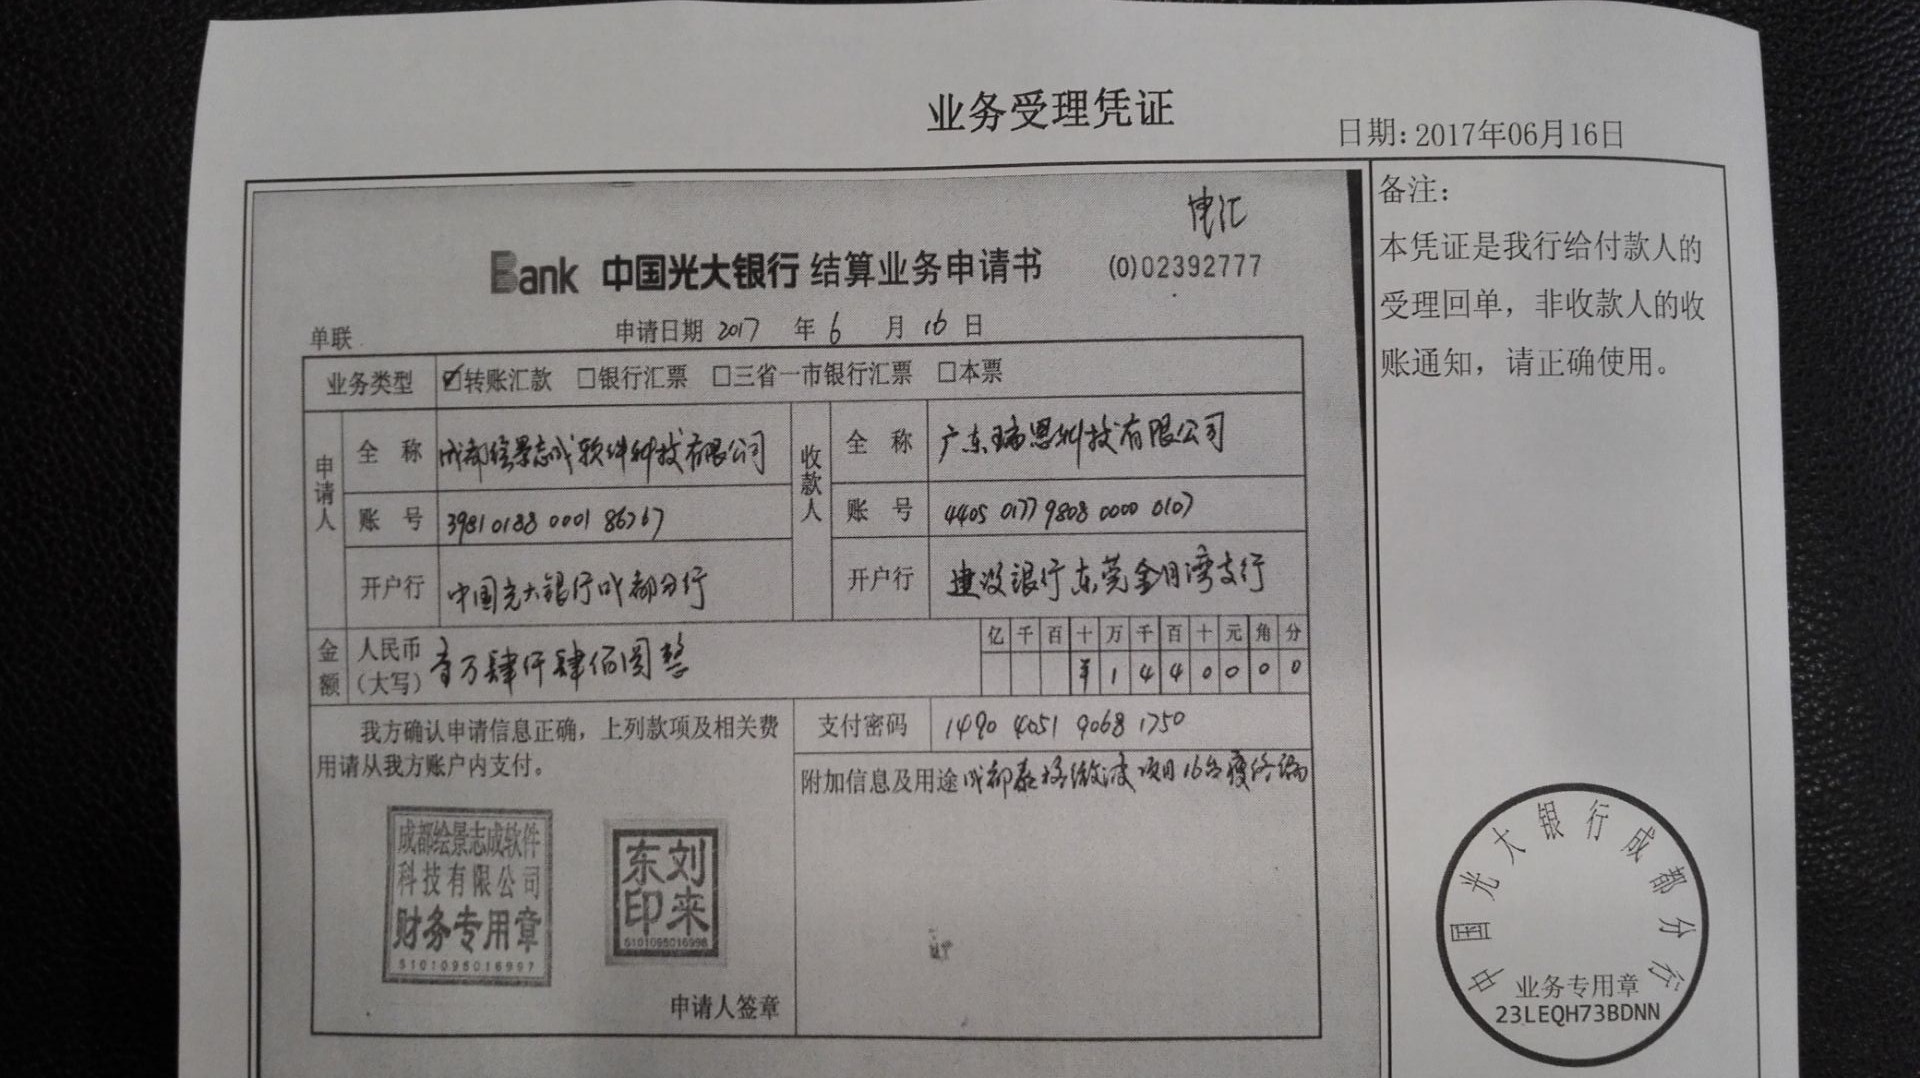 业务受理凭证
日期: 2017年06月16日
电汇
Bank 中国光大银行 结算业务申请书 (0)02392777
单联 申请日期 2017 年 6 月 16 日
业务类型 ☑转账汇款 □银行汇票 □三省一市银行汇票 □本票
申请人 全称 成都绘景志成软件科技有限公司 收款人 全称 广东瑞恩科技有限公司
账号 3981 0188 0001 86767 账号 4405 0177 9808 0000 0107
开户行 中国光大银行成都分行 开户行 建设银行东莞金月湾支行
金额 人民币(大写) 壹万肆仟肆佰圆整 亿 千 百 十 万 千 百 十 元 角 分
¥ 1 4 4 0 0 0 0
我方确认申请信息正确，上列款项及相关费
用请从我方账户内支付。
支付密码 1490 4051 9068 1750
附加信息及用途 成都泰格微波项目16台瘦终端
成都绘景志成软件
科技有限公司
财务专用章
5101095016997
刘来东印
5101095016998
申请人签章
备注:
本凭证是我行给付款人的
受理回单，非收款人的收
账通知，请正确使用。
中国光大银行成都分行
业务专用章
23LEQH73BDNN